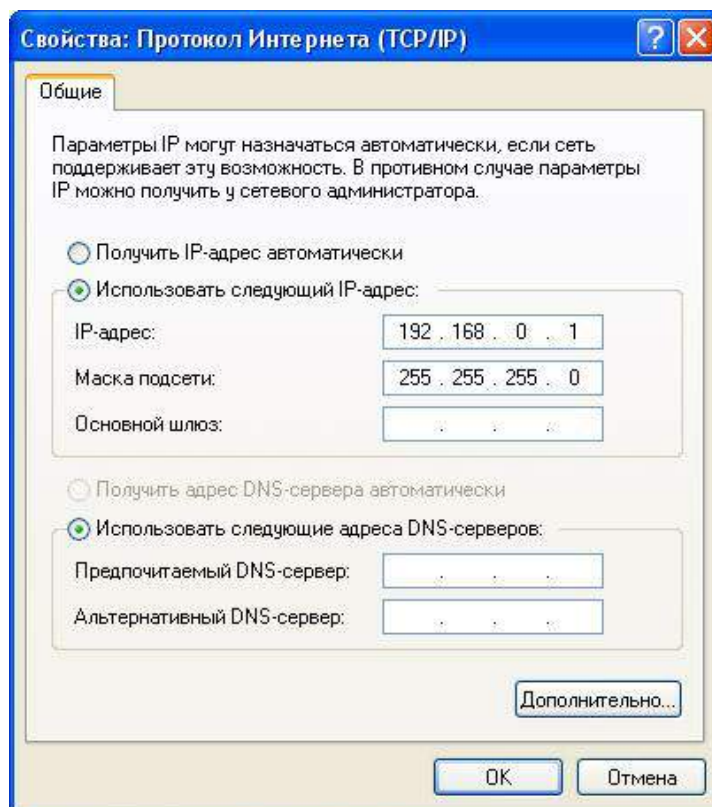 Свойства: Протокол Интернета (TCP/IP)
Общие
Параметры IP могут назначаться автоматически, если сеть
поддерживает эту возможность. В противном случае параметры
IP можно получить у сетевого администратора.
Получить IP-адрес автоматически
Использовать следующий IP-адрес:
IP-адрес: 192 . 168 . 0 . 1
Маска подсети: 255 . 255 . 255 . 0
Основной шлюз: . . .
Получить адрес DNS-сервера автоматически
Использовать следующие адреса DNS-серверов:
Предпочитаемый DNS-сервер: . . .
Альтернативный DNS-сервер: . . .
Дополнительно...
OK Отмена